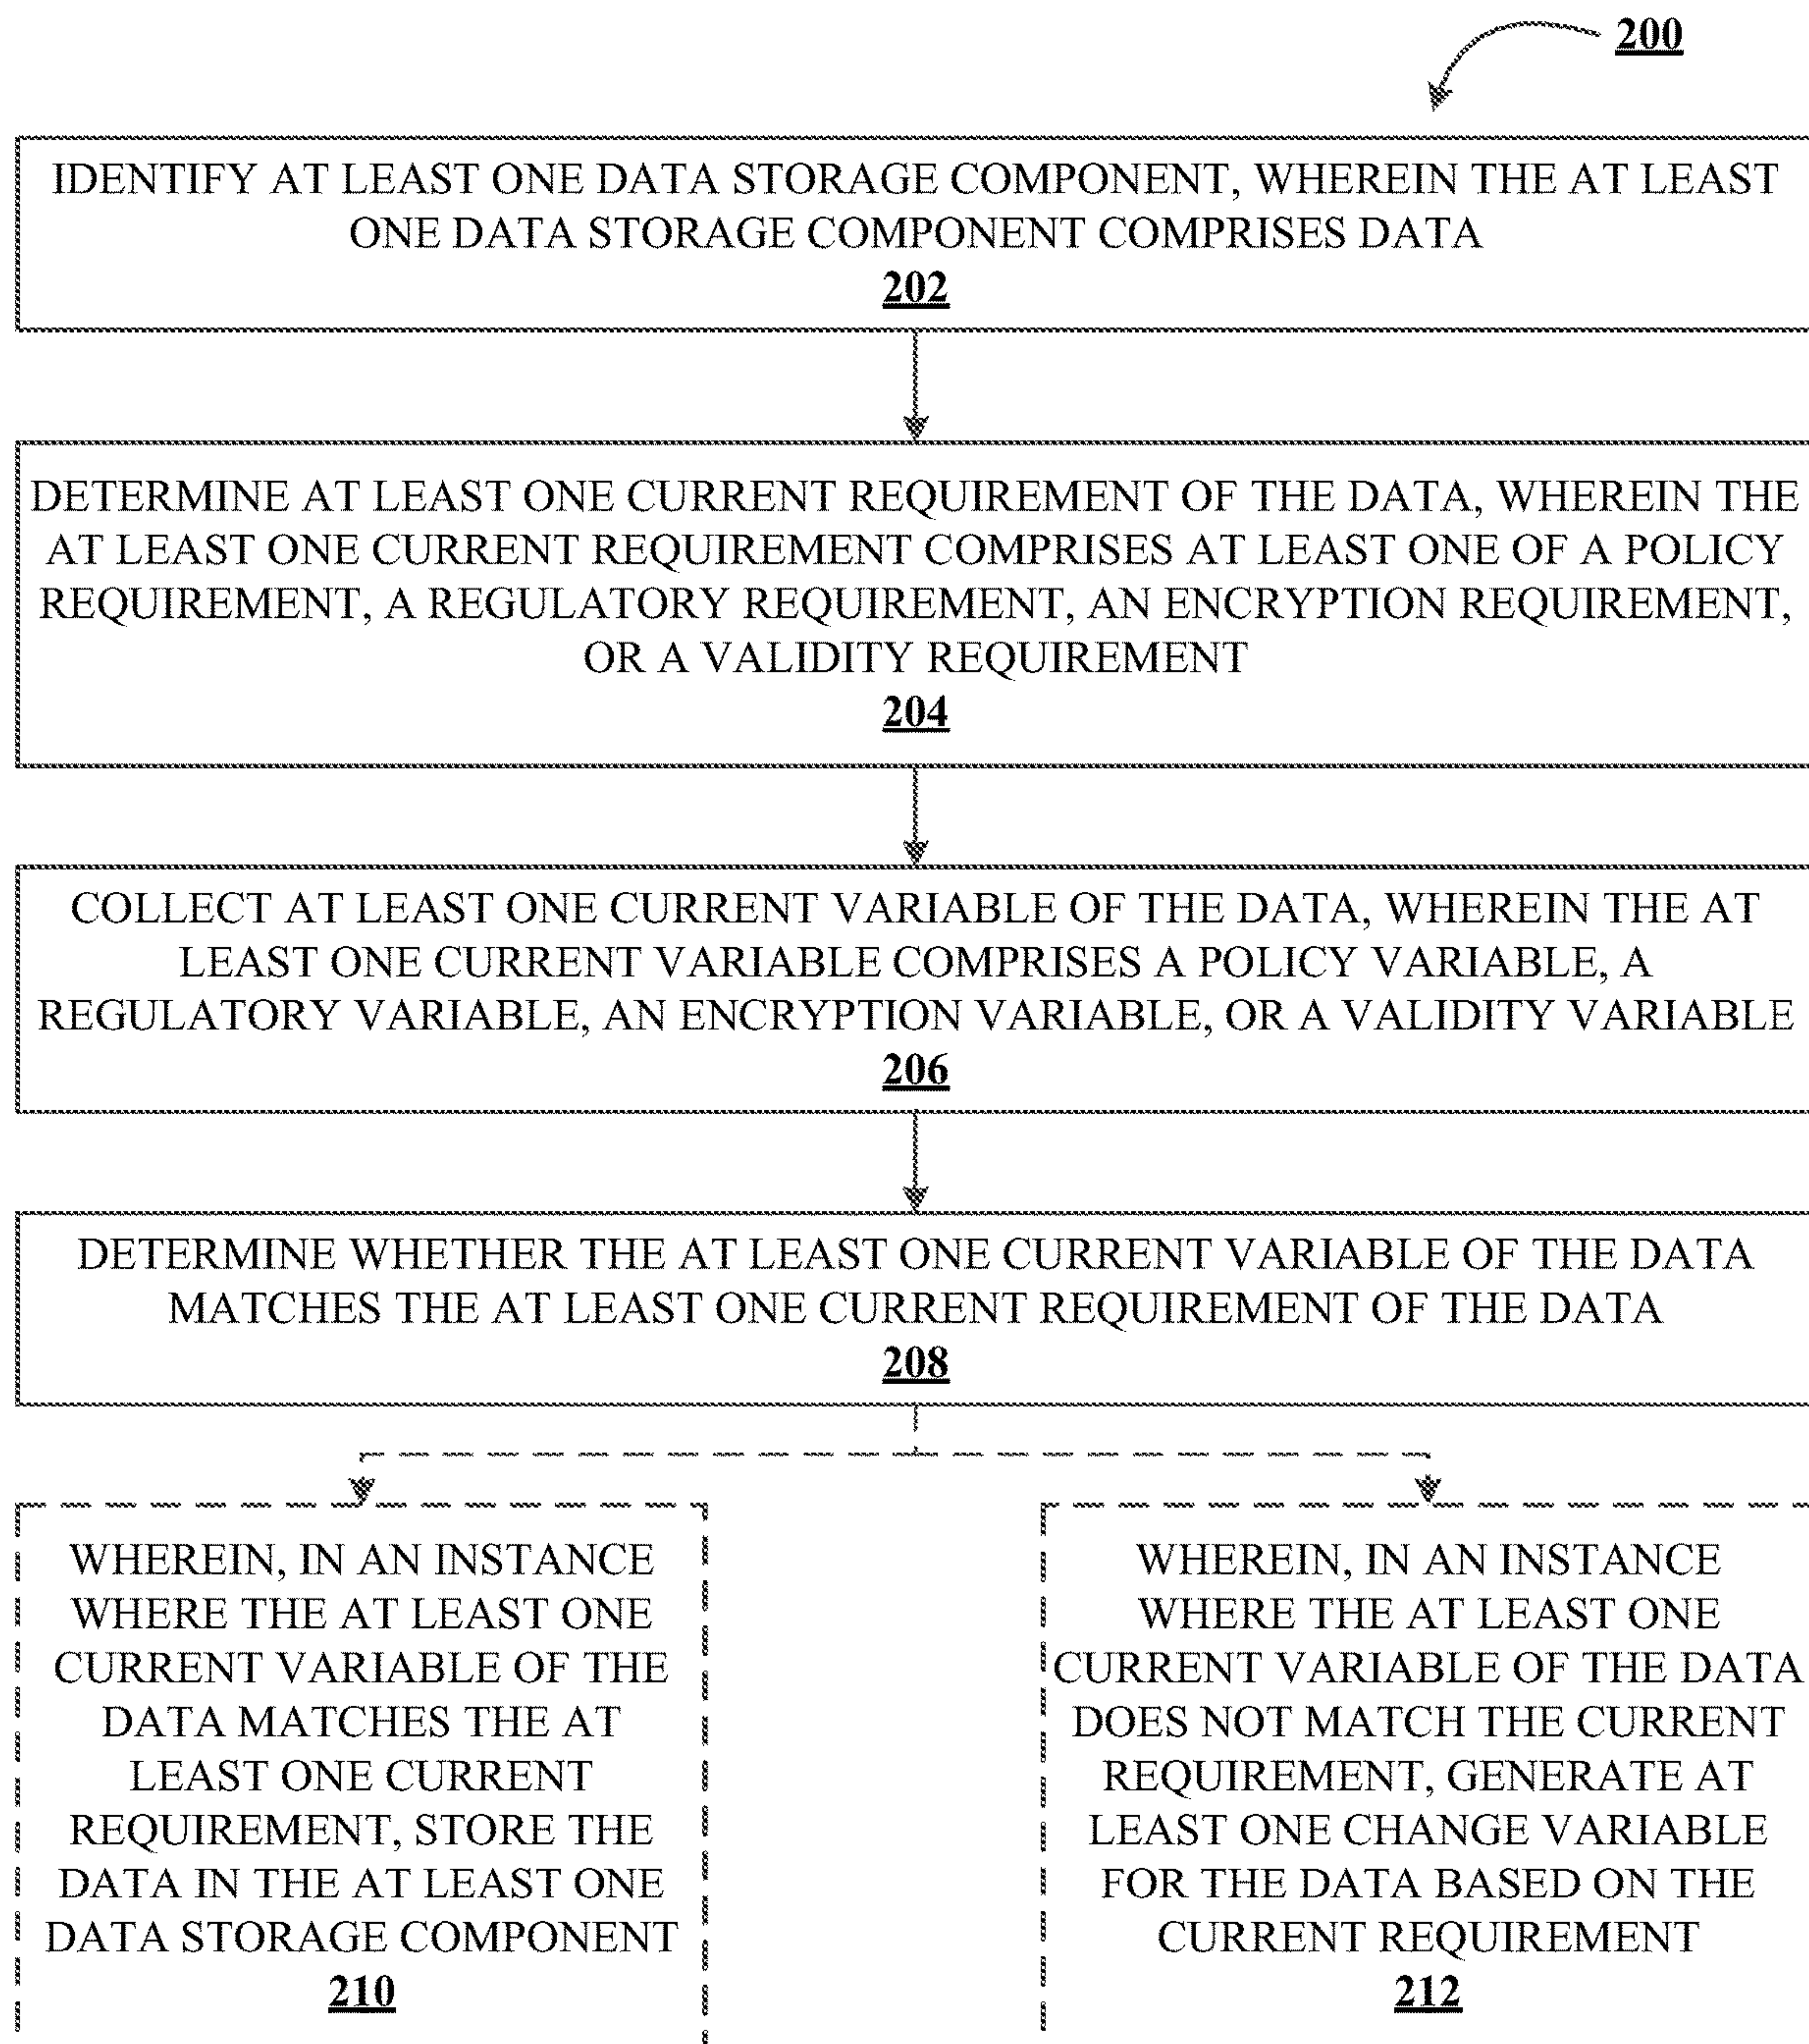 200
IDENTIFY AT LEAST ONE DATA STORAGE COMPONENT, WHEREIN THE AT LEAST
ONE DATA STORAGE COMPONENT COMPRISES DATA
202
DETERMINE AT LEAST ONE CURRENT REQUIREMENT OF THE DATA, WHEREIN THE
AT LEAST ONE CURRENT REQUIREMENT COMPRISES AT LEAST ONE OF A POLICY
REQUIREMENT, A REGULATORY REQUIREMENT, AN ENCRYPTION REQUIREMENT,
OR A VALIDITY REQUIREMENT
204
COLLECT AT LEAST ONE CURRENT VARIABLE OF THE DATA, WHEREIN THE AT
LEAST ONE CURRENT VARIABLE COMPRISES A POLICY VARIABLE, A
REGULATORY VARIABLE, AN ENCRYPTION VARIABLE, OR A VALIDITY VARIABLE
206
DETERMINE WHETHER THE AT LEAST ONE CURRENT VARIABLE OF THE DATA
MATCHES THE AT LEAST ONE CURRENT REQUIREMENT OF THE DATA
208
WHEREIN, IN AN INSTANCE
WHERE THE AT LEAST ONE
CURRENT VARIABLE OF THE
DATA MATCHES THE AT
LEAST ONE CURRENT
REQUIREMENT, STORE THE
DATA IN THE AT LEAST ONE
DATA STORAGE COMPONENT
210
WHEREIN, IN AN INSTANCE
WHERE THE AT LEAST ONE
CURRENT VARIABLE OF THE DATA
DOES NOT MATCH THE CURRENT
REQUIREMENT, GENERATE AT
LEAST ONE CHANGE VARIABLE
FOR THE DATA BASED ON THE
CURRENT REQUIREMENT
212